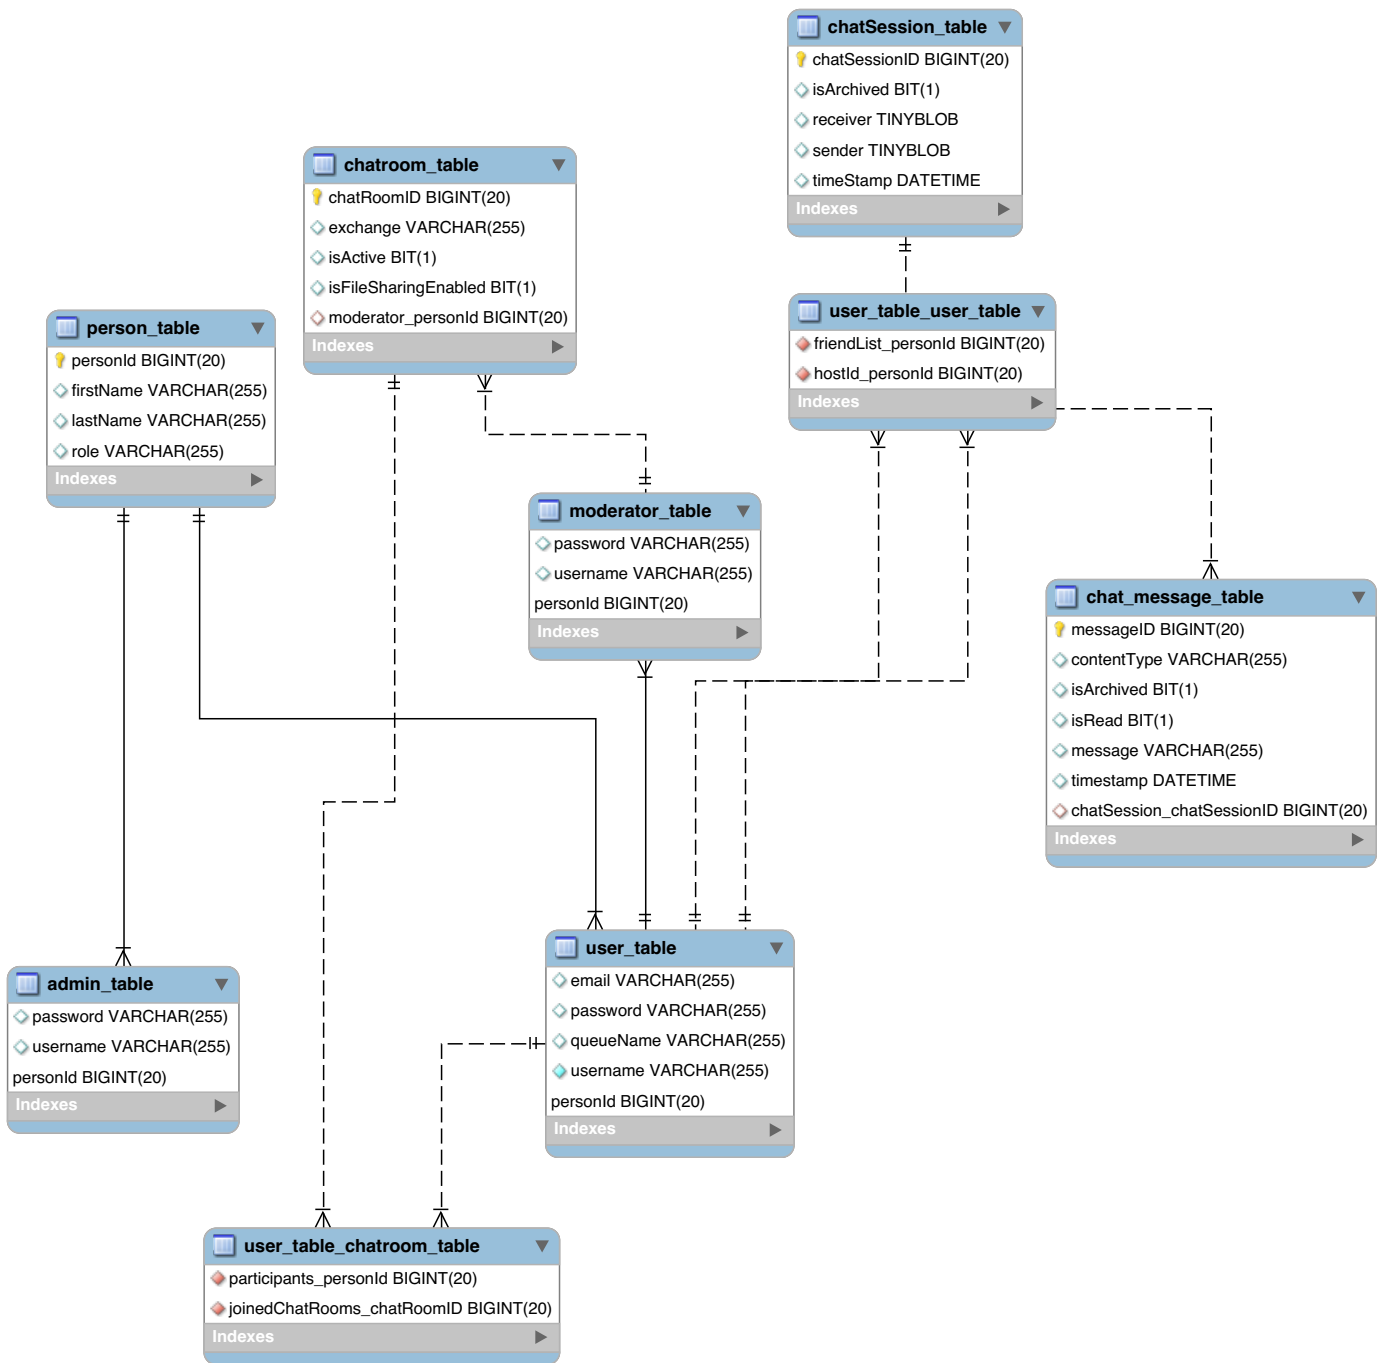 chatSession_table
chatSessionID BIGINT(20)
isArchived BIT(1)
receiver TINYBLOB
sender TINYBLOB
timeStamp DATETIME
Indexes
chatroom_table
chatRoomID BIGINT(20)
exchange VARCHAR(255)
isActive BIT(1)
isFileSharingEnabled BIT(1)
moderator_personId BIGINT(20)
Indexes
user_table_user_table
friendList_personId BIGINT(20)
hostId_personId BIGINT(20)
Indexes
person_table
personId BIGINT(20)
firstName VARCHAR(255)
lastName VARCHAR(255)
role VARCHAR(255)
Indexes
moderator_table
password VARCHAR(255)
username VARCHAR(255)
personId BIGINT(20)
Indexes
chat_message_table
messageID BIGINT(20)
contentType VARCHAR(255)
isArchived BIT(1)
isRead BIT(1)
message VARCHAR(255)
timestamp DATETIME
chatSession_chatSessionID BIGINT(20)
Indexes
user_table
email VARCHAR(255)
password VARCHAR(255)
queueName VARCHAR(255)
username VARCHAR(255)
personId BIGINT(20)
Indexes
admin_table
password VARCHAR(255)
username VARCHAR(255)
personId BIGINT(20)
Indexes
user_table_chatroom_table
participants_personId BIGINT(20)
joinedChatRooms_chatRoomID BIGINT(20)
Indexes